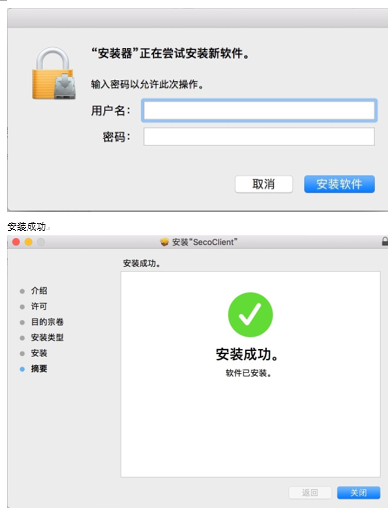 “安装器”正在尝试安装新软件。
输入密码以允许此次操作。
用户名：
密码：
取消 安装软件
安装成功。
安装“SecoClient”
安装成功。
介绍
许可
目的宗卷
安装类型
安装
摘要
安装成功。
软件已安装。
返回 关闭